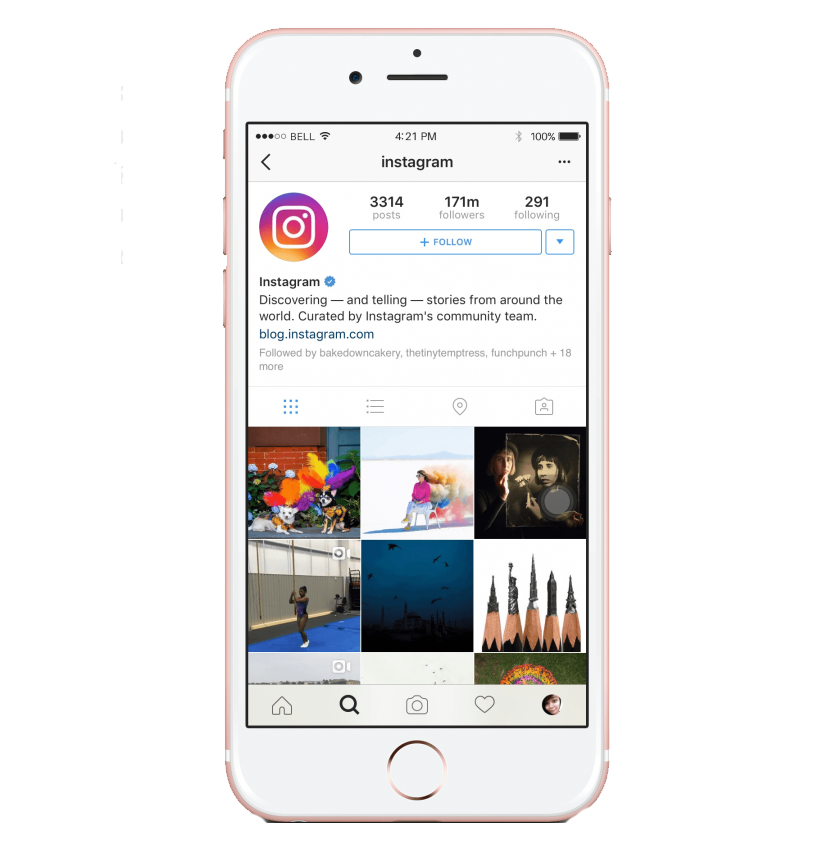 BELL 4:21 PM 100%
instagram
3314 171m 291
posts followers following
+ FOLLOW
Instagram
Discovering — and telling — stories from around the
world. Curated by Instagram's community team.
blog.instagram.com
Followed by bakedowncakery, thetinytemptress, funchpunch + 18
more